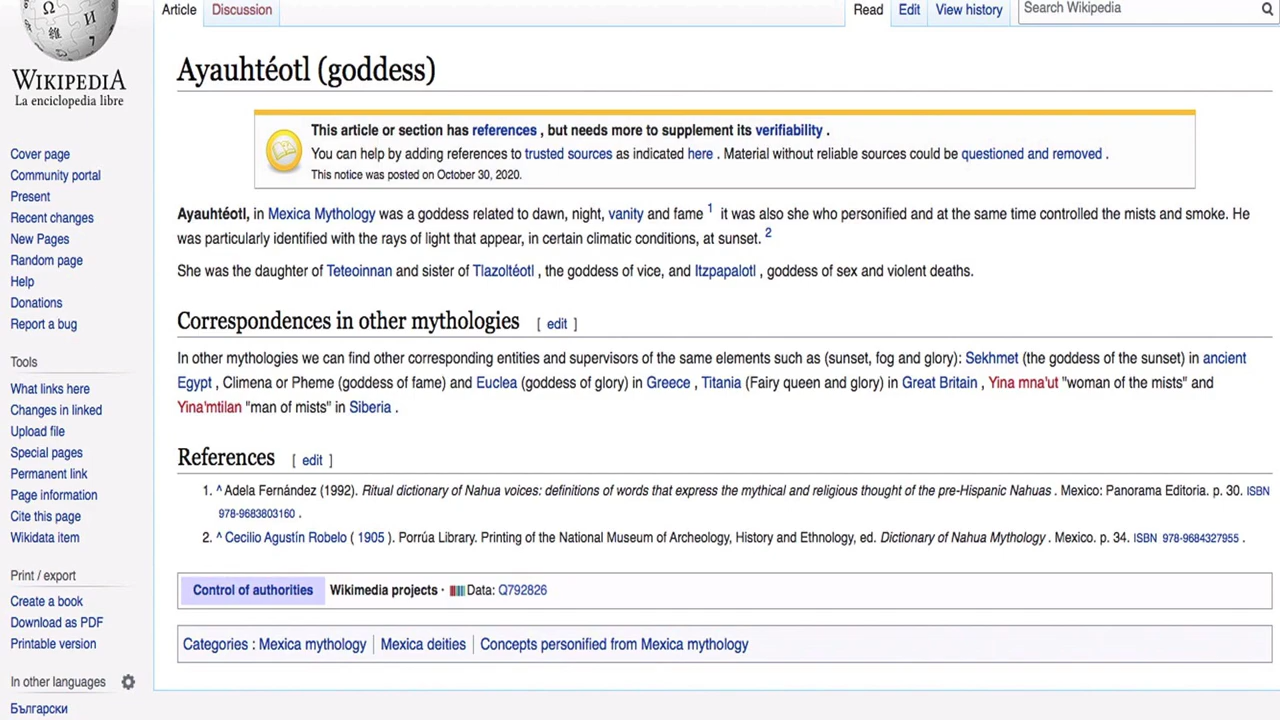 Article Discussion Read Edit View history Search Wikipedia
WIKIPEDIA
La enciclopedia libre
Cover page
Community portal
Present
Recent changes
New Pages
Random page
Help
Donations
Report a bug
Tools
What links here
Changes in linked
Upload file
Special pages
Permanent link
Page information
Cite this page
Wikidata item
Print / export
Create a book
Download as PDF
Printable version
In other languages
Български
Ayauhtéotl (goddess)
This article or section has references , but needs more to supplement its verifiability .
You can help by adding references to trusted sources as indicated here . Material without reliable sources could be questioned and removed .
This notice was posted on October 30, 2020.
Ayauhtéotl, in Mexica Mythology was a goddess related to dawn, night, vanity and fame 1 it was also she who personified and at the same time controlled the mists and smoke. He
was particularly identified with the rays of light that appear, in certain climatic conditions, at sunset. 2
She was the daughter of Teteoinnan and sister of Tlazoltéotl , the goddess of vice, and Itzpapalotl , goddess of sex and violent deaths.
Correspondences in other mythologies [ edit ]
In other mythologies we can find other corresponding entities and supervisors of the same elements such as (sunset, fog and glory): Sekhmet (the goddess of the sunset) in ancient
Egypt , Climena or Pheme (goddess of fame) and Euclea (goddess of glory) in Greece , Titania (Fairy queen and glory) in Great Britain , Yina mna'ut "woman of the mists" and
Yina'mtilan "man of mists" in Siberia .
References [ edit ]
1. ^ Adela Fernández (1992). Ritual dictionary of Nahua voices: definitions of words that express the mythical and religious thought of the pre-Hispanic Nahuas . Mexico: Panorama Editoria. p. 30. ISBN
978-9683803160 .
2. ^ Cecilio Agustín Robelo ( 1905 ). Porrúa Library. Printing of the National Museum of Archeology, History and Ethnology, ed. Dictionary of Nahua Mythology . Mexico. p. 34. ISBN 978-9684327955 .
Control of authorities Wikimedia projects · Data: Q792826
Categories : Mexica mythology | Mexica deities | Concepts personified from Mexica mythology